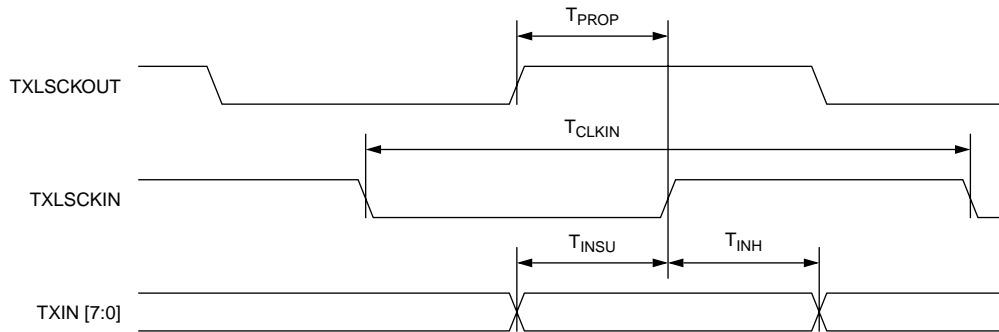 TPROP
TXLSCKOUT
TCLKIN
TXLSCKIN
TINSU
TINH
TXIN [7:0]